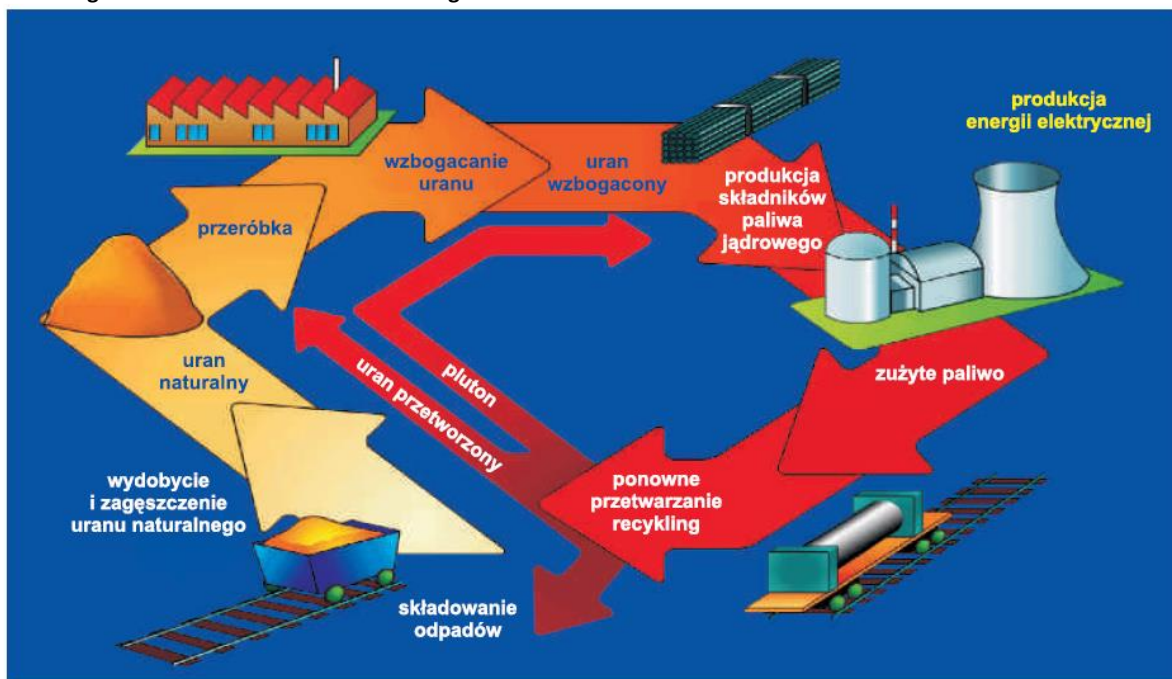 produkcja
energii elektrycznej
wzbogacanie
uranu
uran
wzbogacony
produkcja
składników
paliwa
jądrowego
przeróbka
uran
naturalny
pluton
uran przetworzony
zużyte paliwo
wydobycie
i zagęszczenie
uranu naturalnego
ponowne
przetwarzanie
recykling
składowanie
odpadów